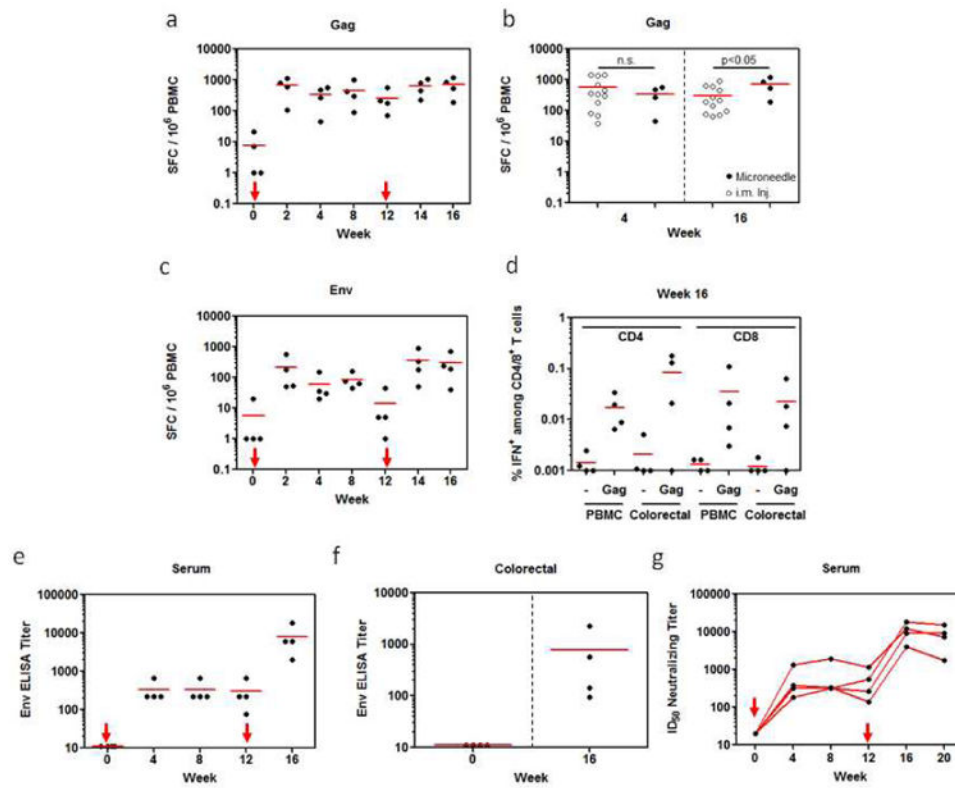 a
Gag
10000
1000
100
10
1
0.1
SFC / 10⁶ PBMC
0 2 4 8 12 14 16
Week
b
Gag
10000
1000
100
10
1
0.1
SFC / 10⁶ PBMC
n.s.
p<0.05
Microneedle
i.m. Inj.
4 16
Week
c
Env
10000
1000
100
10
1
0.1
SFC / 10⁶ PBMC
0 2 4 8 12 14 16
Week
d
Week 16
CD4 CD8
1
0.1
0.01
0.001
% IFN⁺ among CD4/8⁺ T cells
- Gag - Gag - Gag - Gag
PBMC Colorectal PBMC Colorectal
e
Serum
100000
10000
1000
100
10
Env ELISA Titer
0 4 8 12 16
Week
f
Colorectal
10000
1000
100
10
Env ELISA Titer
0 16
Week
g
Serum
100000
10000
1000
100
10
ID₅₀ Neutralizing Titer
0 4 8 12 16 20
Week